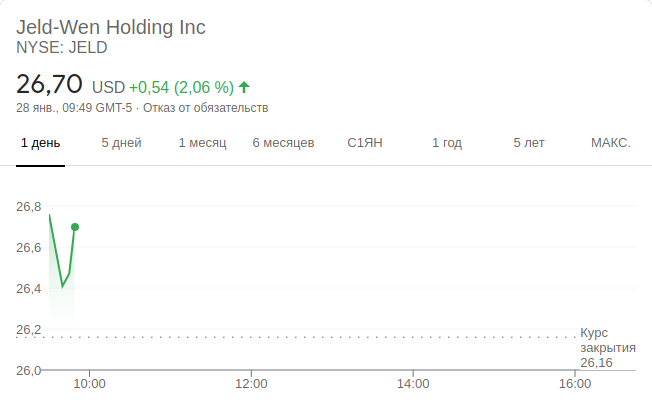 Jeld-Wen Holding Inc
NYSE: JELD
26,70 USD +0,54 (2,06 %)
28 янв., 09:49 GMT-5 · Отказ от обязательств
1 день 5 дней 1 месяц 6 месяцев С1ЯН 1 год 5 лет МАКС.
26,8
26,6
26,4
26,2
Курс
закрытия
26,16
26,0
10:00 12:00 14:00 16:00